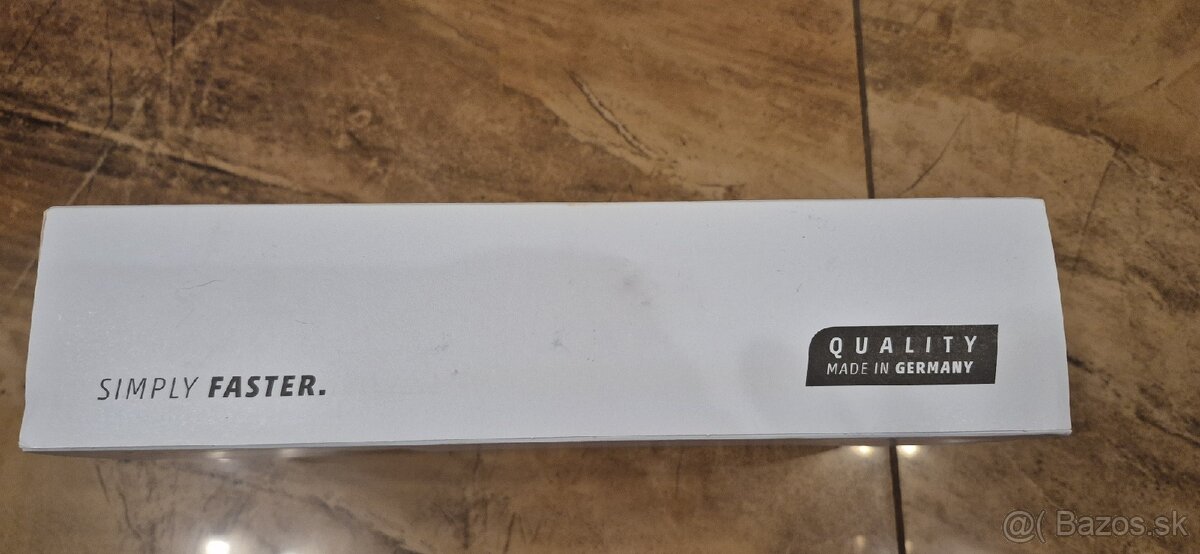 SIMPLY FASTER.
QUALITY
MADE IN GERMANY
@( Bazos.sk